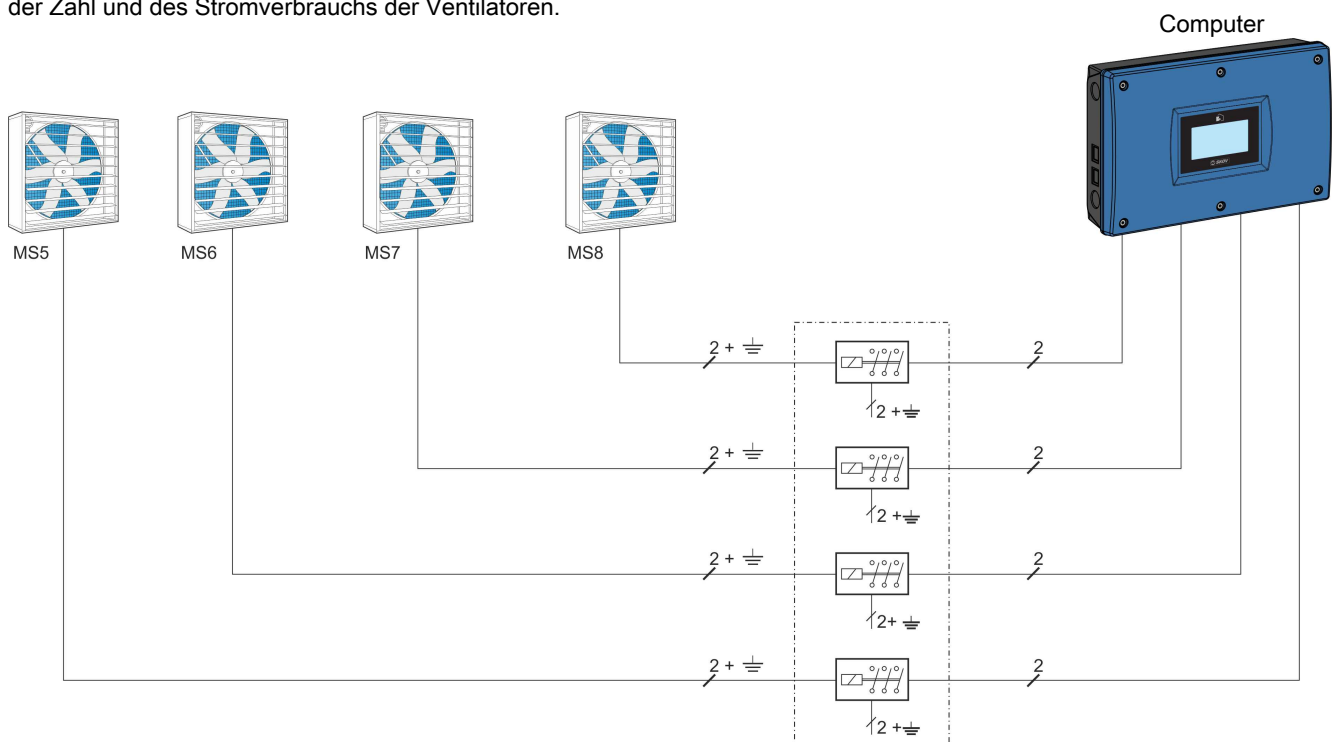 der Zahl und des Stromverbrauchs der Ventilatoren.
Computer
SKOV
MS5 MS6 MS7 MS8
2 + 2
2 +
2 + 2
2 +
2 + 2
2+
2 + 2
2 +